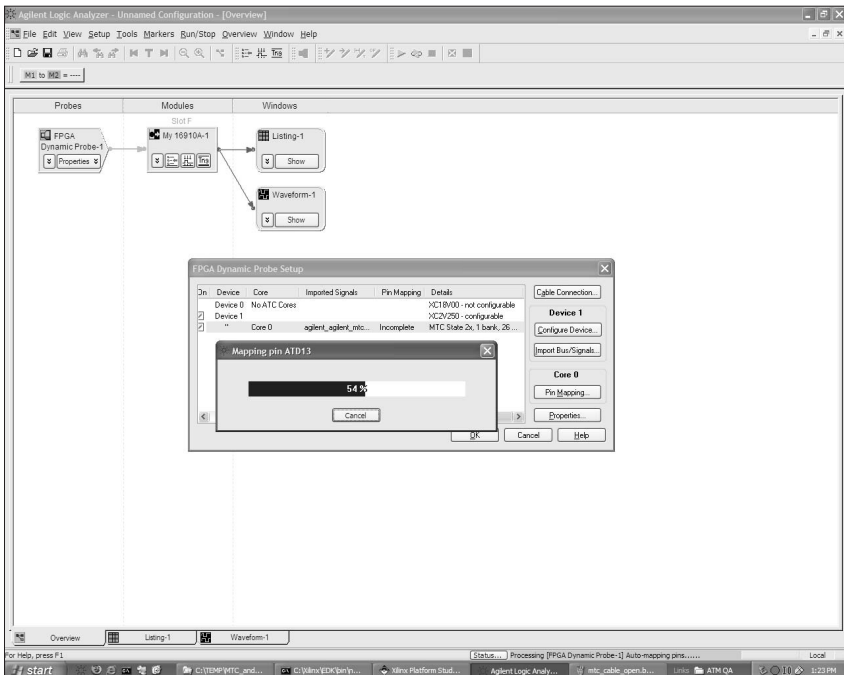 Agilent Logic Analyzer - Unnamed Configuration - [Overview]
File Edit View Setup Tools Markers Run/Stop Overview Window Help
M1 to M2 = ----
Probes Modules Windows
Slot F
FPGA
Dynamic Probe-1
Properties
My 16910A-1
Listing-1
Show
Waveform-1
Show
FPGA Dynamic Probe Setup
On Device Core Imported Signals Pin Mapping Details
Device 0 No ATC Cores XC18V00 - not configurable
Device 1 XC2V250 - configurable
" Core 0 agilent_agilent_mtc... Incomplete MTC State 2x, 1 bank, 26 ...
Cable Connection...
Device 1
Configure Device...
Import Bus/Signals...
Core 0
Pin Mapping...
Properties...
Mapping pin ATD13
54 %
Cancel
OK Cancel Help
Overview Listing-1 Waveform-1
For Help, press F1 Status... Processing [FPGA Dynamic Probe-1] Auto-mapping pins...... Local
start C:\TEMP\MTC_and... C:\Xilinx\EDK\bin\n... Xilinx Platform Stud... Agilent Logic Analy... mtc_cable_open.b... Links ATM QA 1:23 PM